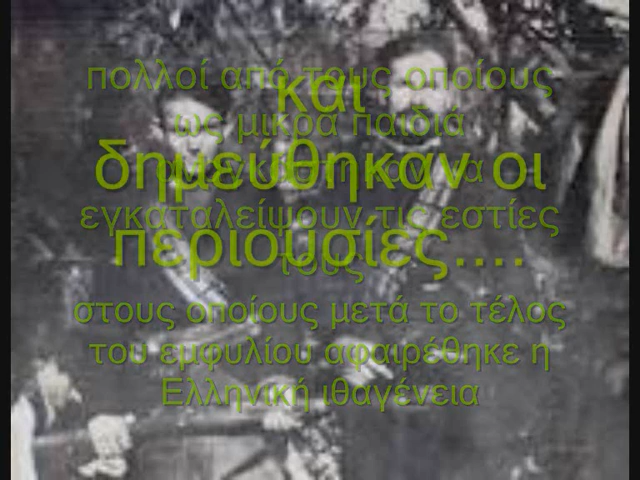 πολλοί από τους οποίους
ως μικρά παιδιά
να
εγκαταλείψουν τις εστίες
τους
στους οποίους μετά το τέλος
του εμφυλίου αφαιρέθηκε η
Ελληνική ιθαγένεια
και
δημεύθηκαν οι
περιουσίες....